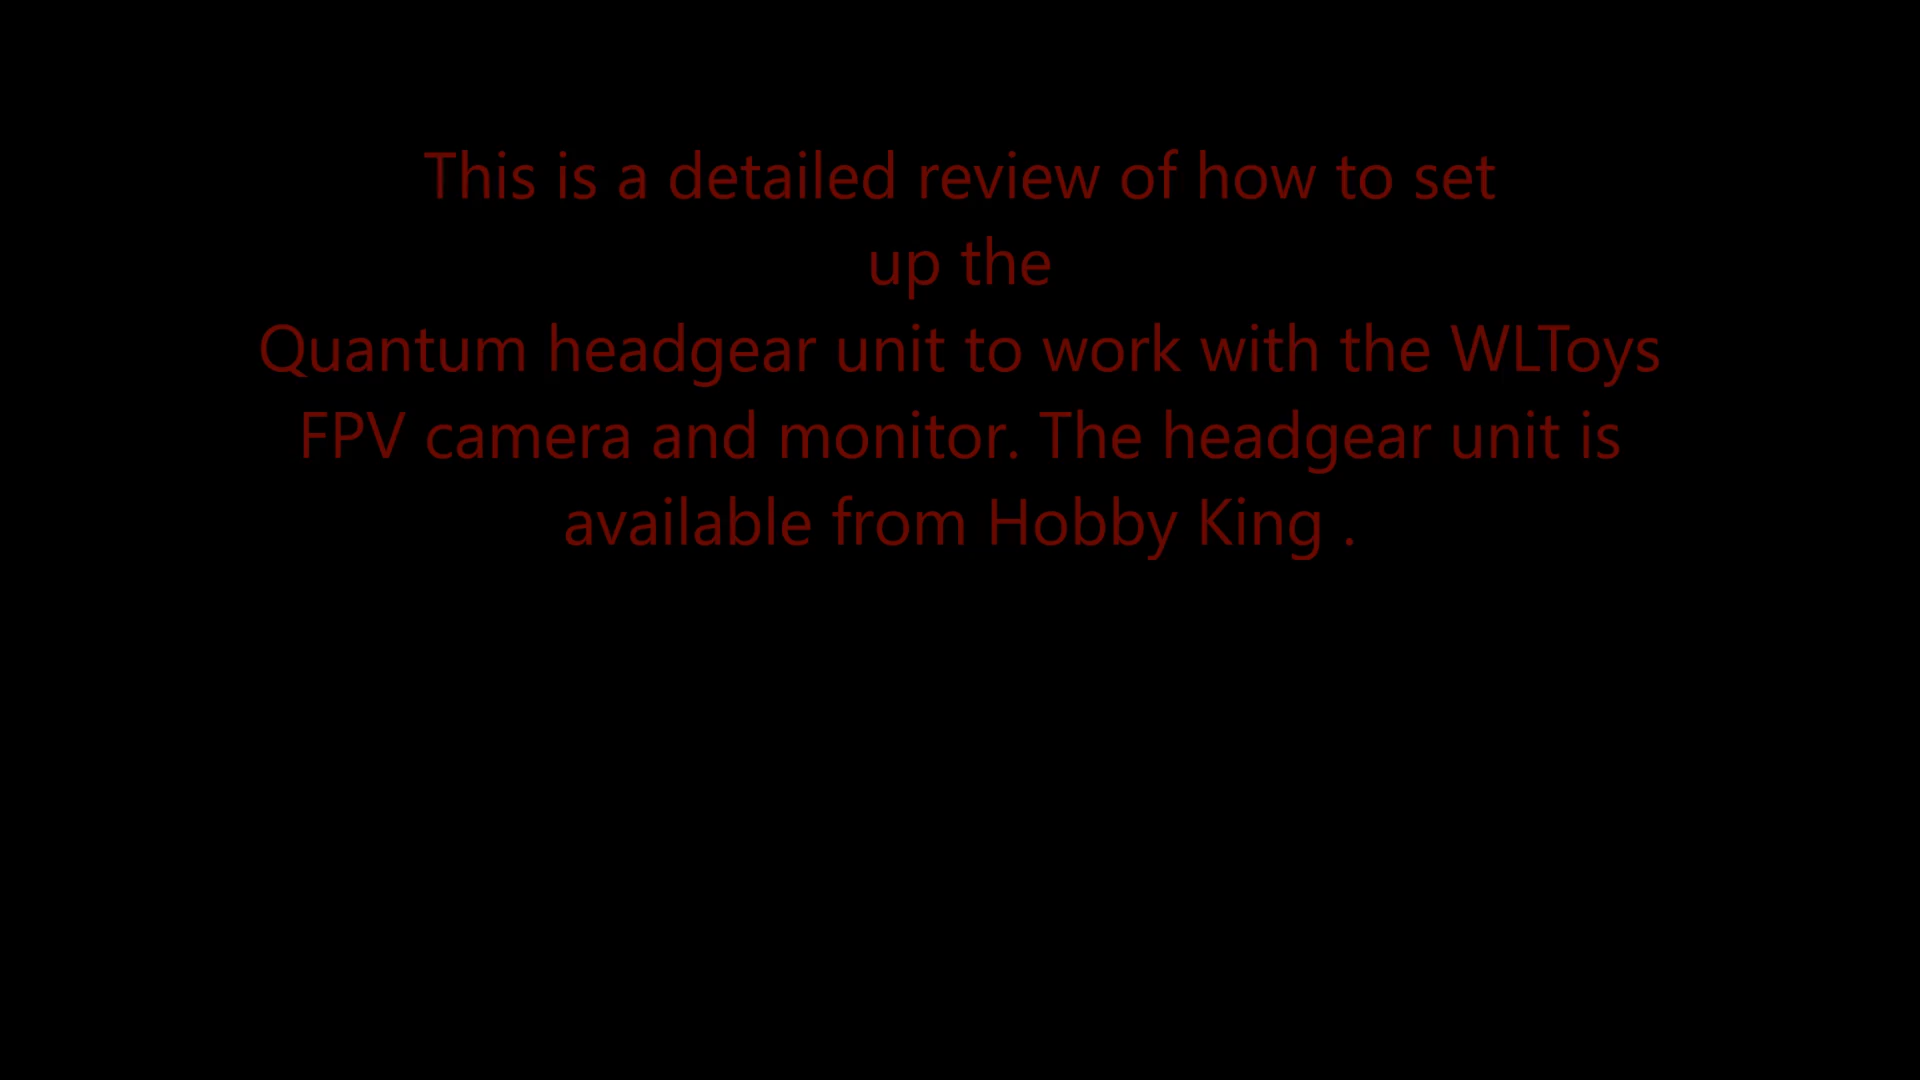 This is a detailed review of how to set
up the
Quantum headgear unit to work with the WLToys
FPV camera and monitor. The headgear unit is
available from Hobby King .